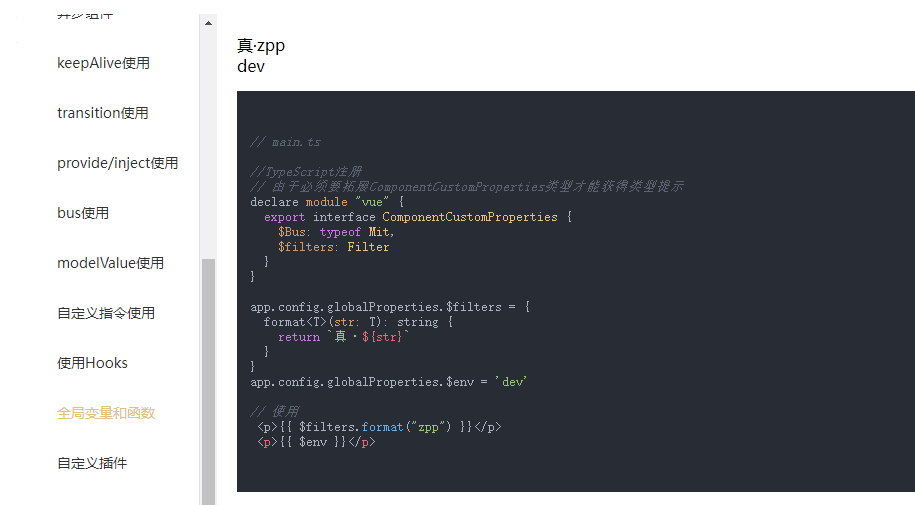 异步组件
keepAlive使用
transition使用
provide/inject使用
bus使用
modelValue使用
自定义指令使用
使用Hooks
全局变量和函数
自定义插件
真·zpp
dev
// main.ts
//TypeScript注册
// 由于必须要拓展ComponentCustomProperties类型才能获得类型提示
declare module "vue" {
  export interface ComponentCustomProperties {
    $Bus: typeof Mit,
    $filters: Filter
  }
}
app.config.globalProperties.$filters = {
  format<T>(str: T): string {
    return `真·${str}`
  }
}
app.config.globalProperties.$env = 'dev'
// 使用
 <p>{{ $filters.format("zpp") }}</p>
 <p>{{ $env }}</p>